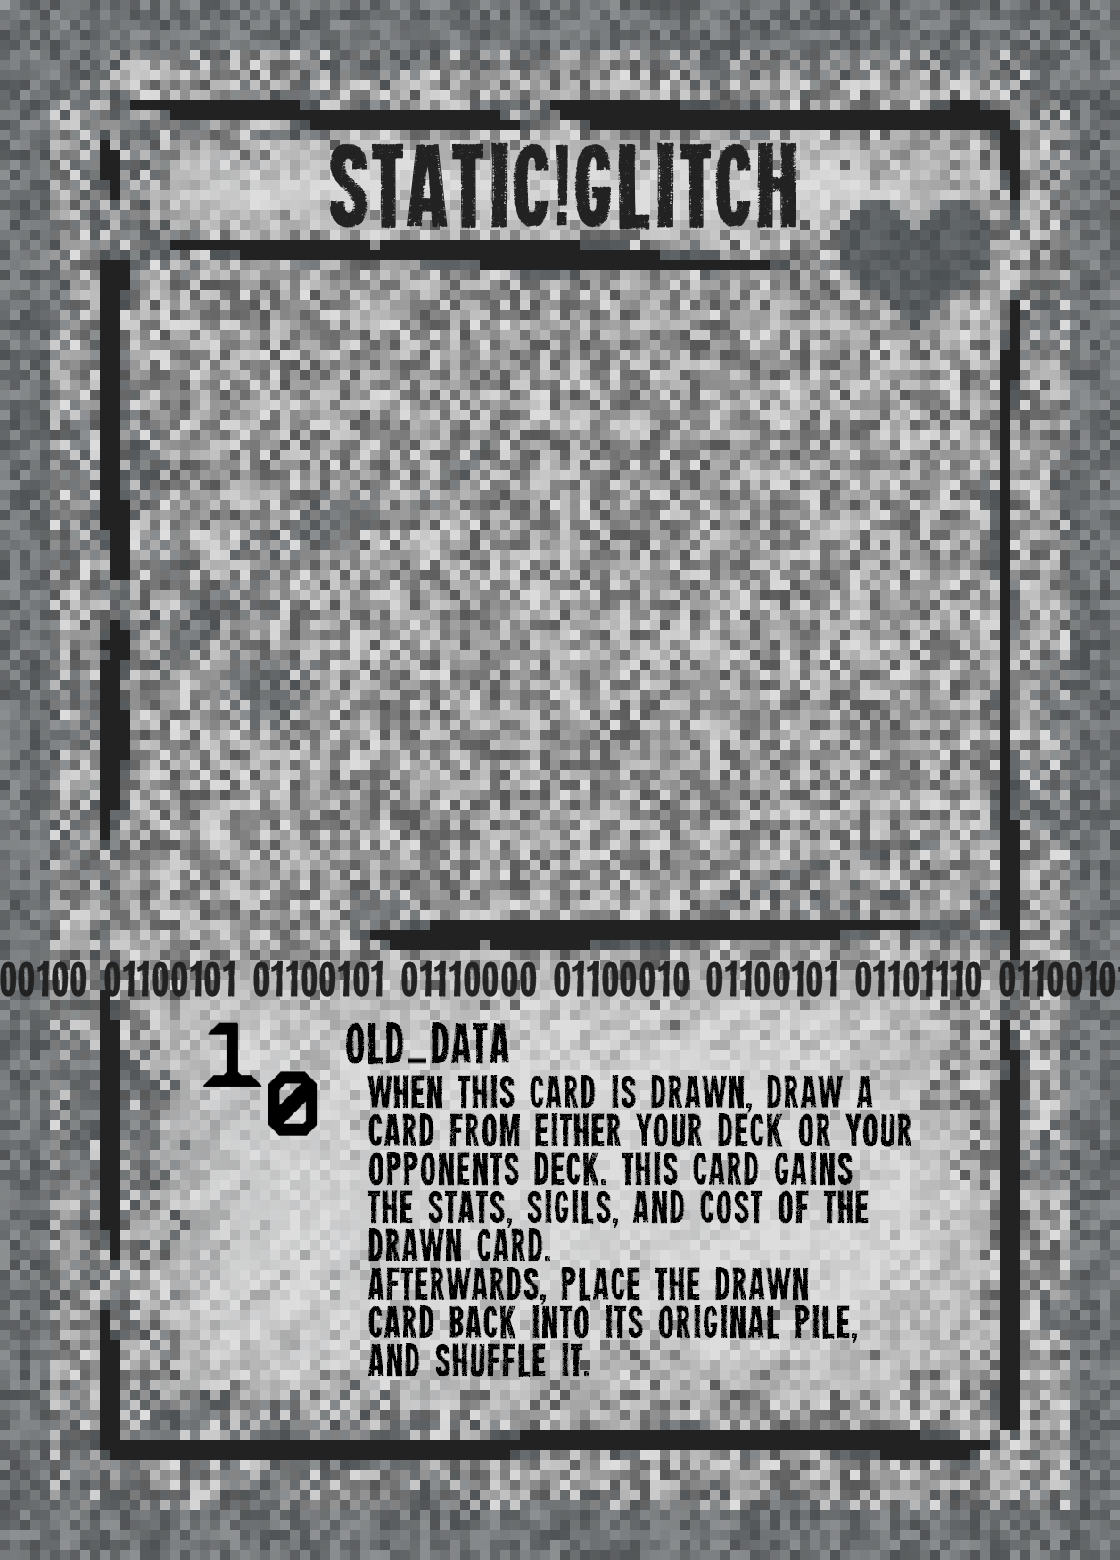 STATIC!GLITCH
00100 01100101 01100101 01110000 01100010 01100101 01101110 0110010
1
0
OLD_DATA
WHEN THIS CARD IS DRAWN, DRAW A
CARD FROM EITHER YOUR DECK OR YOUR
OPPONENTS DECK. THIS CARD GAINS
THE STATS, SIGILS, AND COST OF THE
DRAWN CARD.
AFTERWARDS, PLACE THE DRAWN
CARD BACK INTO ITS ORIGINAL PILE,
AND SHUFFLE IT.